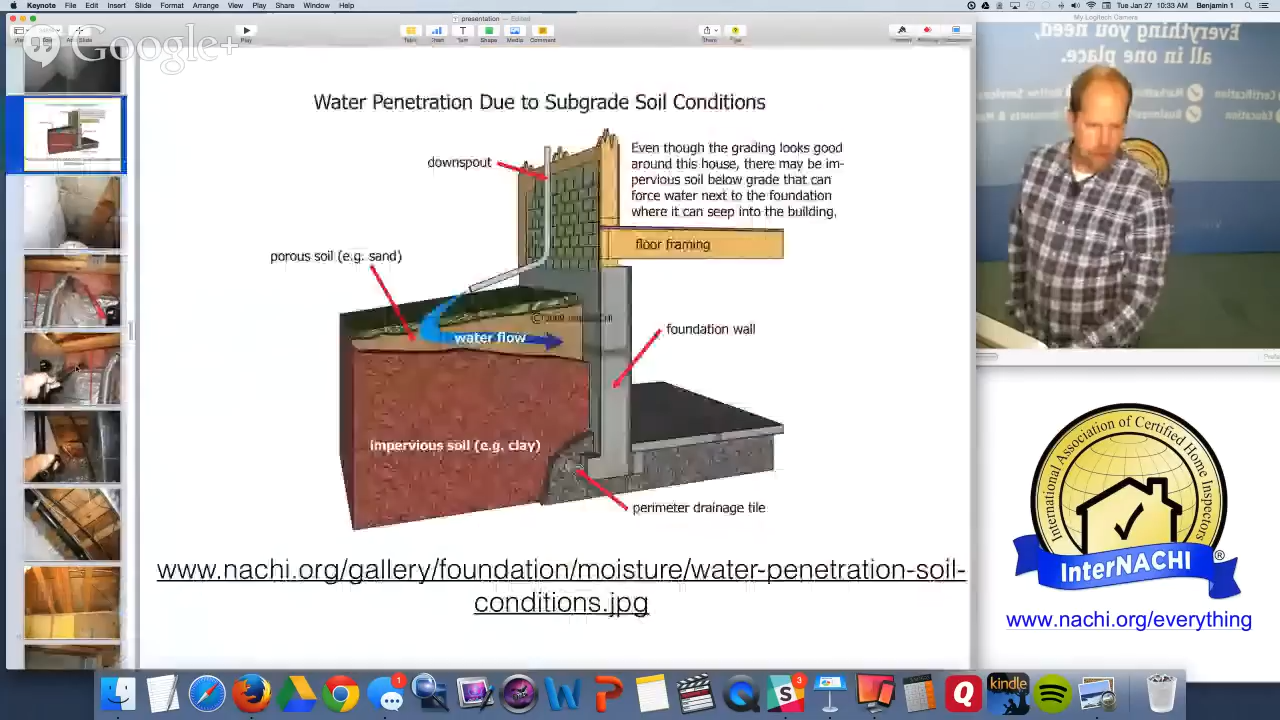 Keynote File Edit Insert Slide Format Arrange View Play Share Window Help
Tue Jan 27 10:33 AM Benjamin 1
presentation — Edited
My Logitech Camera
Google+
Play
Table Chart Text Shape Media Comment
Share
Everything you need,
all in one place.
Water Penetration Due to Subgrade Soil Conditions
downspout
Even though the grading looks good
around this house, there may be im-
pervious soil below grade that can
force water next to the foundation
where it can seep into the building.
floor framing
porous soil (e.g. sand)
water flow
foundation wall
impervious soil (e.g. clay)
perimeter drainage tile
www.nachi.org/gallery/foundation/moisture/water-penetration-soil-
conditions.jpg
International Association of Certified Home Inspectors
InterNACHI®
www.nachi.org/everything
1
3
kindle